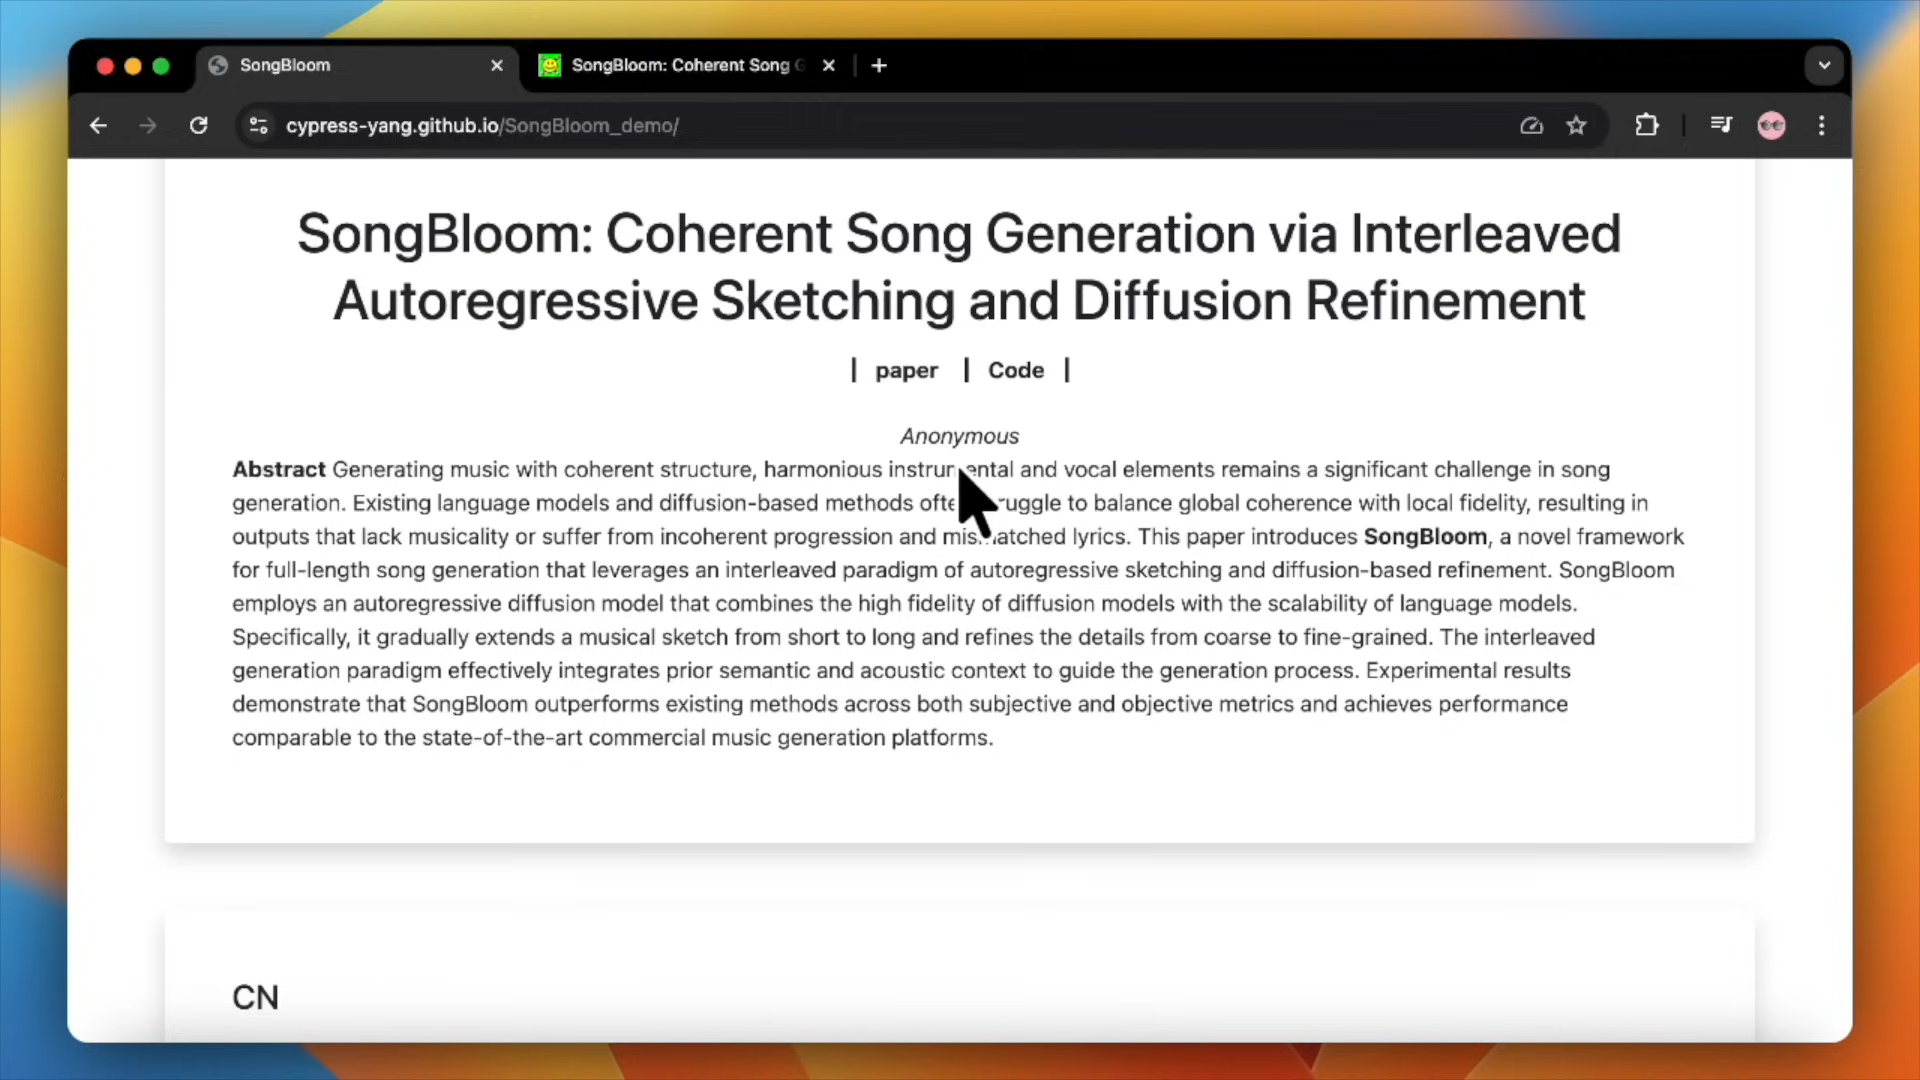 SongBloom
SongBloom: Coherent Song
cypress-yang.github.io/SongBloom_demo/
SongBloom: Coherent Song Generation via Interleaved
Autoregressive Sketching and Diffusion Refinement
| paper | Code |
Anonymous
Abstract Generating music with coherent structure, harmonious instrumental and vocal elements remains a significant challenge in song
generation. Existing language models and diffusion-based methods often struggle to balance global coherence with local fidelity, resulting in
outputs that lack musicality or suffer from incoherent progression and mismatched lyrics. This paper introduces SongBloom, a novel framework
for full-length song generation that leverages an interleaved paradigm of autoregressive sketching and diffusion-based refinement. SongBloom
employs an autoregressive diffusion model that combines the high fidelity of diffusion models with the scalability of language models.
Specifically, it gradually extends a musical sketch from short to long and refines the details from coarse to fine-grained. The interleaved
generation paradigm effectively integrates prior semantic and acoustic context to guide the generation process. Experimental results
demonstrate that SongBloom outperforms existing methods across both subjective and objective metrics and achieves performance
comparable to the state-of-the-art commercial music generation platforms.
CN